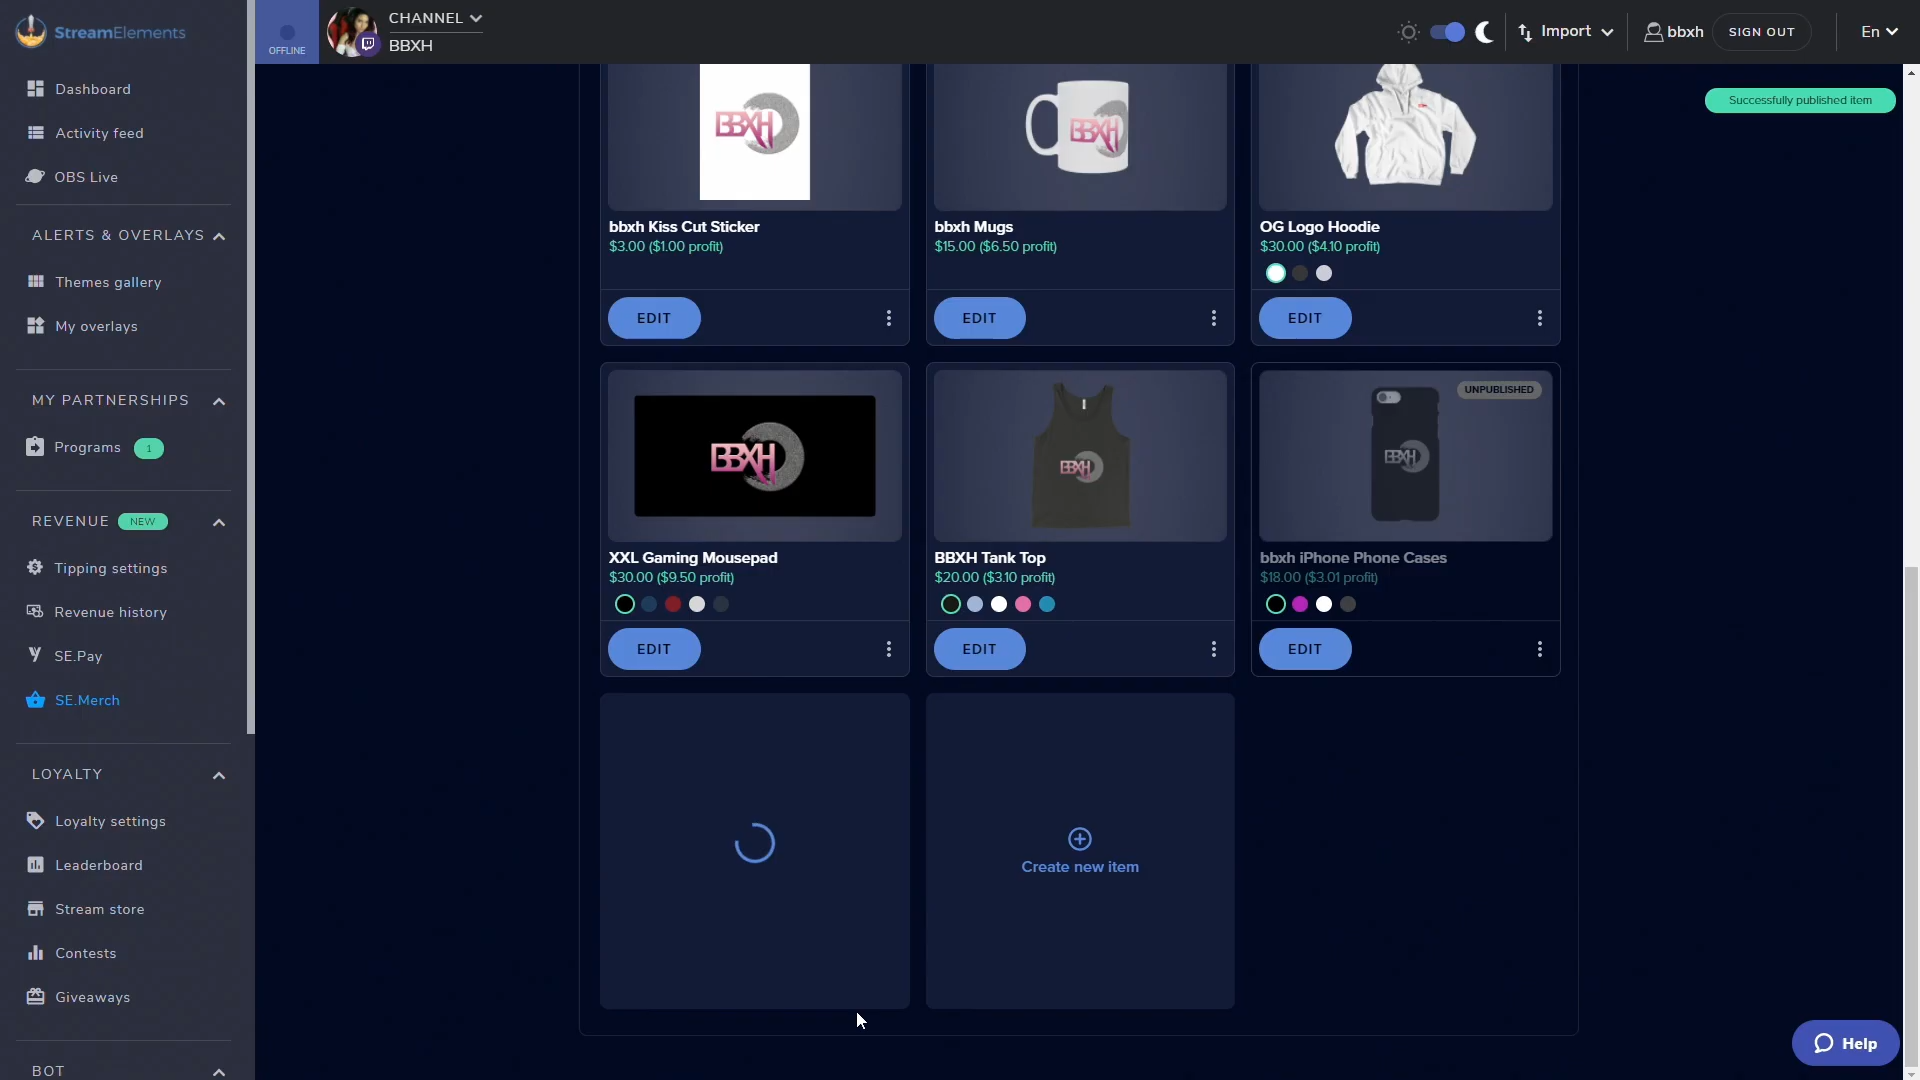 StreamElements
OFFLINE
CHANNEL
BBXH
Import
bbxh
SIGN OUT
En
Dashboard
Activity feed
OBS Live
ALERTS & OVERLAYS
Themes gallery
My overlays
MY PARTNERSHIPS
Programs 1
REVENUE NEW
Tipping settings
Revenue history
SE.Pay
SE.Merch
LOYALTY
Loyalty settings
Leaderboard
Stream store
Contests
Giveaways
BOT
Successfully published item
BBXH
BBXH
bbxh Kiss Cut Sticker
$3.00 ($1.00 profit)
EDIT
bbxh Mugs
$15.00 ($6.50 profit)
EDIT
OG Logo Hoodie
$30.00 ($4.10 profit)
EDIT
BBXH
XXL Gaming Mousepad
$30.00 ($9.50 profit)
EDIT
BBXH
BBXH Tank Top
$20.00 ($3.10 profit)
EDIT
UNPUBLISHED
BBXH
bbxh iPhone Phone Cases
$18.00 ($3.01 profit)
EDIT
Create new item
Help